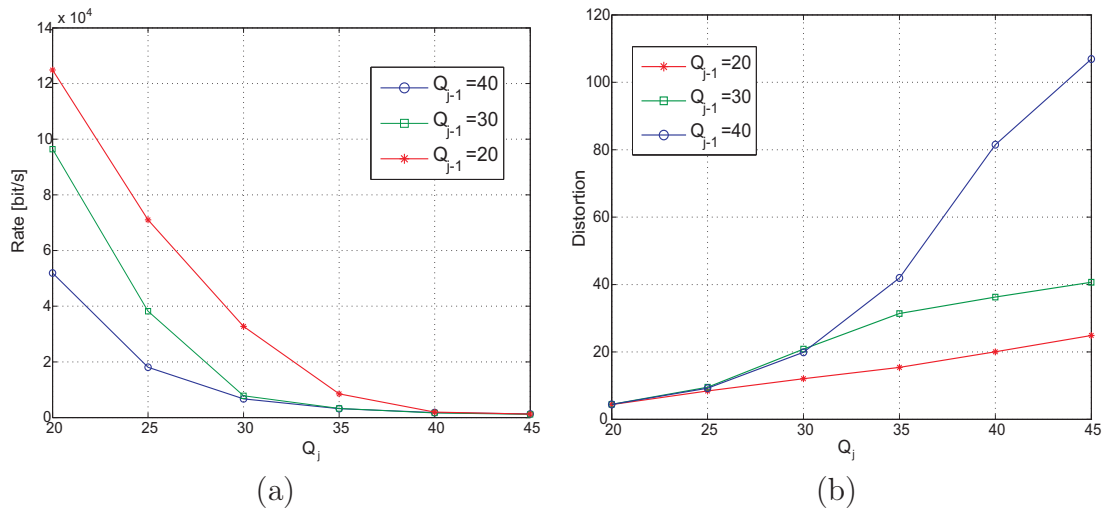 x 10⁴
14
12
10
8
6
4
2
0
20 25 30 35 40 45
Rate [bit/s]
Q_j
Q_{j-1}=40
Q_{j-1}=30
Q_{j-1}=20
(a)
120
100
80
60
40
20
0
20 25 30 35 40 45
Distortion
Q_j
Q_{j-1}=20
Q_{j-1}=30
Q_{j-1}=40
(b)